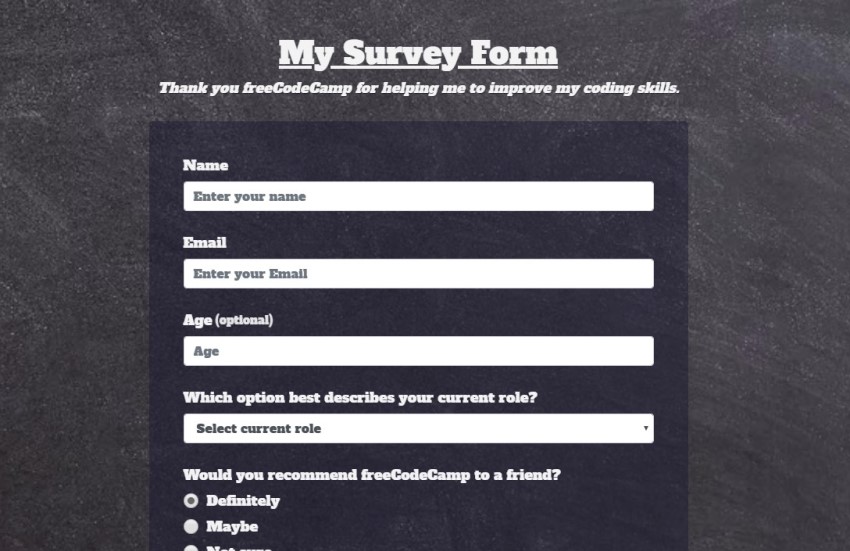 My Survey Form
Thank you freeCodeCamp for helping me to improve my coding skills.
Name
Enter your name
Email
Enter your Email
Age (optional)
Age
Which option best describes your current role?
Select current role
Would you recommend freeCodeCamp to a friend?
Definitely
Maybe
Not sure